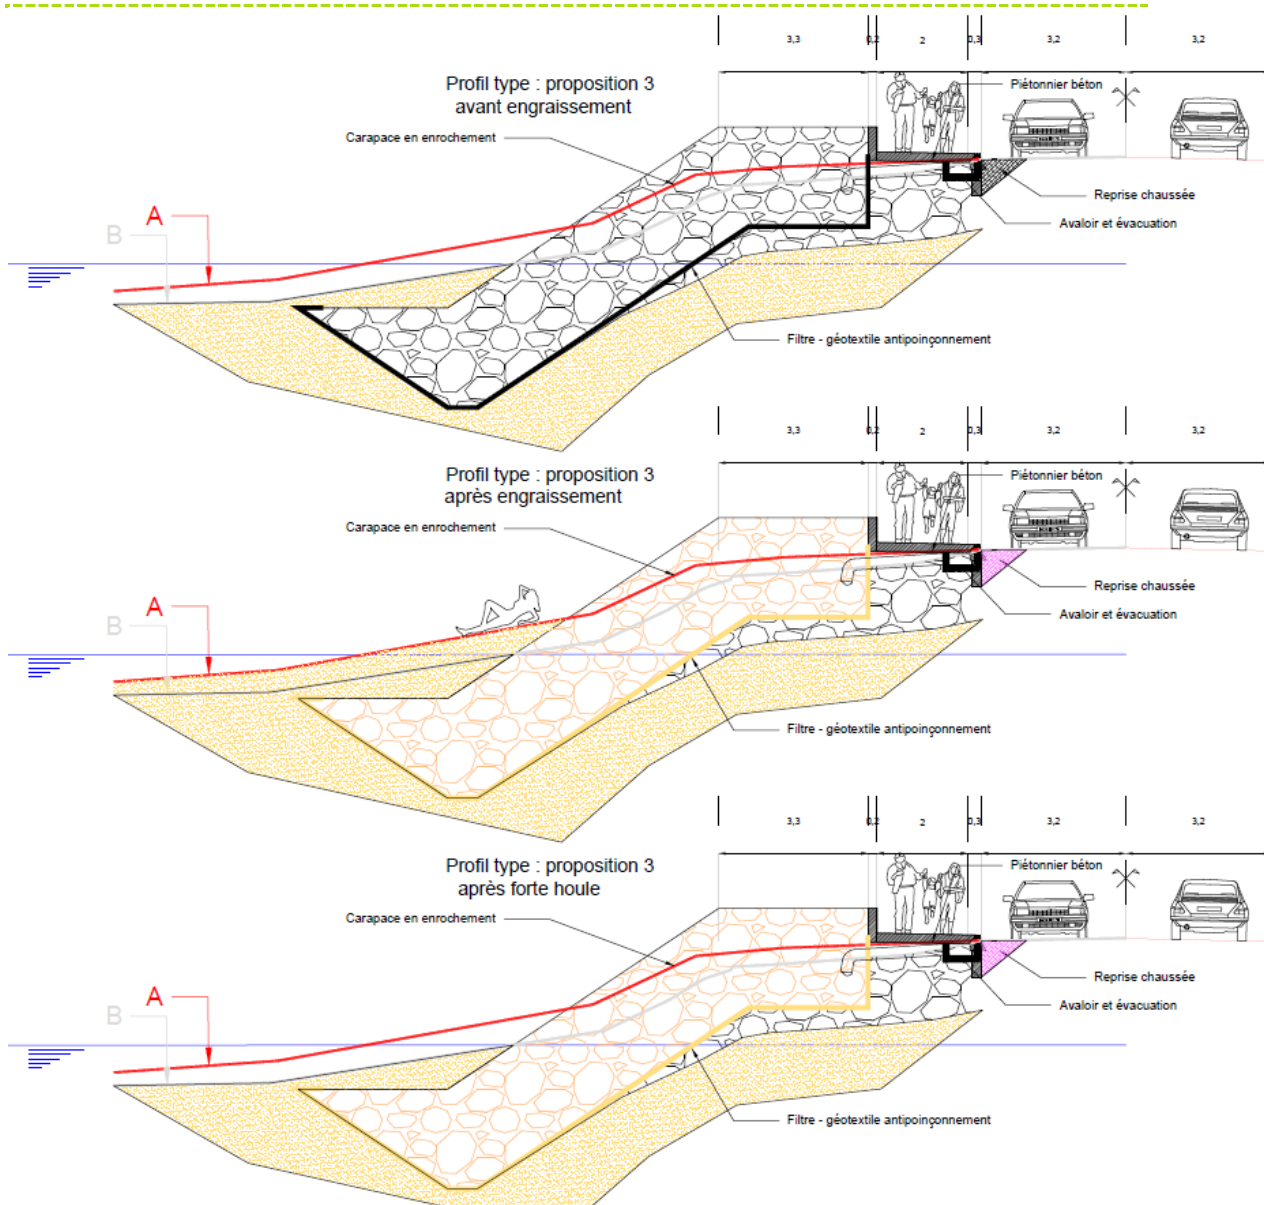 3,3 0,2 2 0,3 3,2 3,2
Profil type : proposition 3
avant engraissement
Piétonnier béton
Carapace en enrochement
Reprise chaussée
A
Avaloir et évacuation
B
Filtre - géotextile antipoinçonnement
3,3 0,2 2 0,3 3,2 3,2
Profil type : proposition 3
après engraissement
Piétonnier béton
Carapace en enrochement
Reprise chaussée
A
Avaloir et évacuation
B
Filtre - géotextile antipoinçonnement
3,3 0,2 2 0,3 3,2 3,2
Profil type : proposition 3
après forte houle
Piétonnier béton
Carapace en enrochement
Reprise chaussée
A
Avaloir et évacuation
B
Filtre - géotextile antipoinçonnement